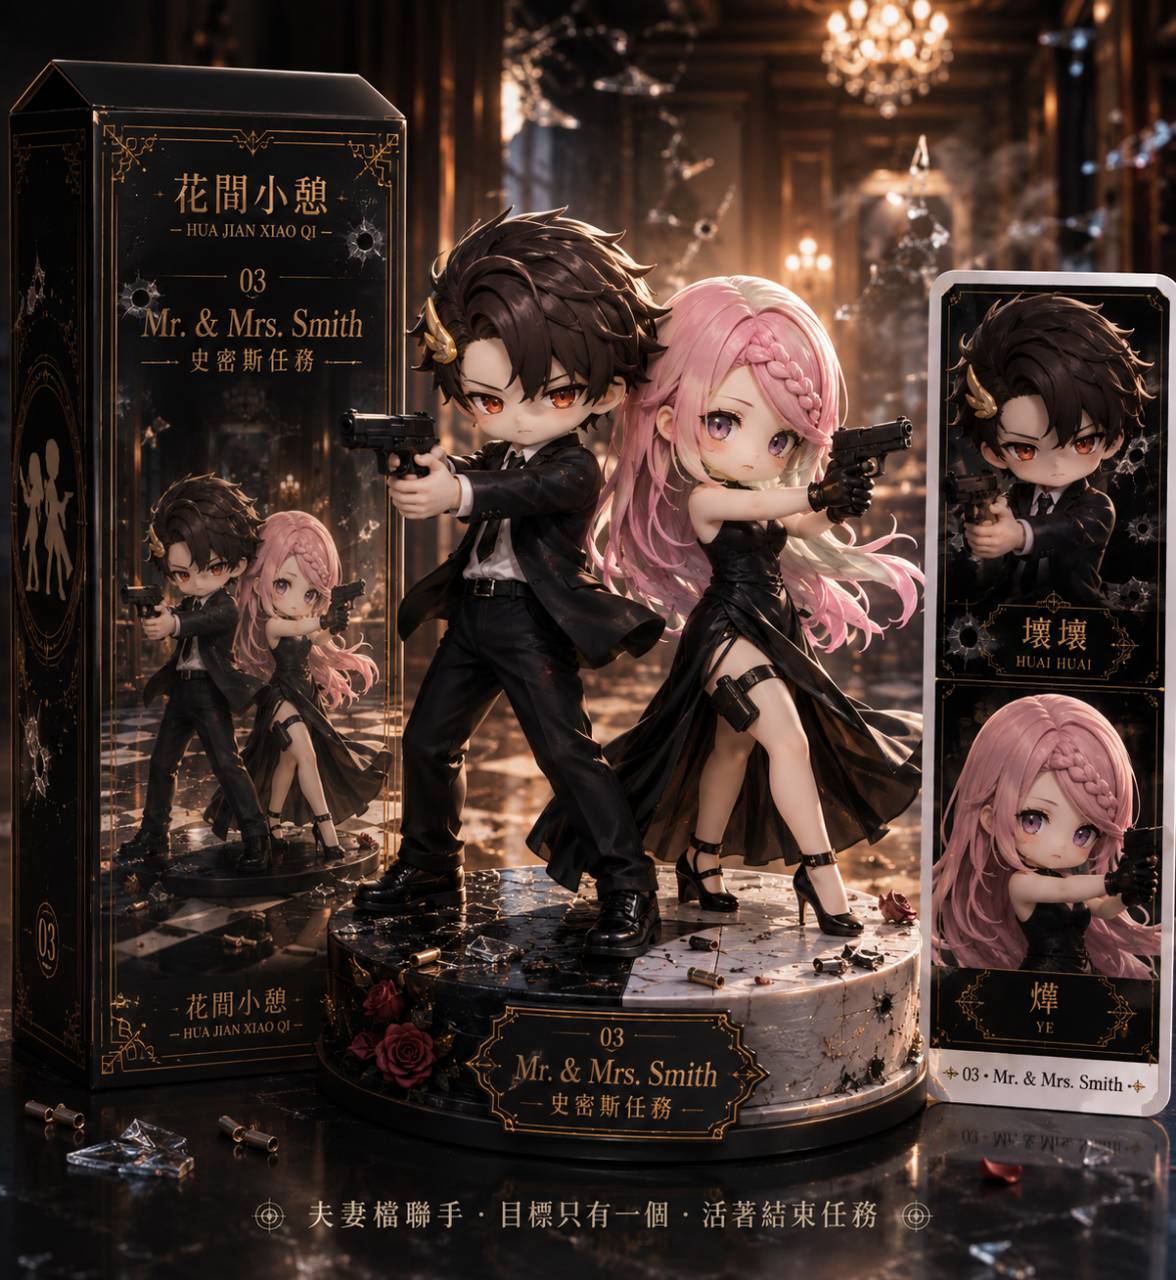 花間小憩
HUA JIAN XIAO QI
03
Mr. & Mrs. Smith
史密斯任務
03
花間小憩
HUA JIAN XIAO QI
03
Mr. & Mrs. Smith
史密斯任務
壞壞
HUAI HUAI
燁
YE
03 • Mr. & Mrs. Smith
夫妻檔聯手 · 目標只有一個 · 活著結束任務